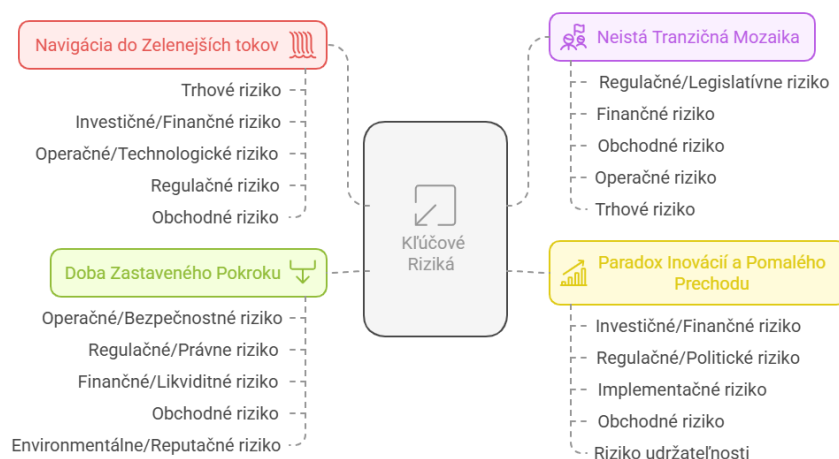 Navigácia do Zelenejších tokov
Trhové riziko
Investičné/Finančné riziko
Operačné/Technologické riziko
Regulačné riziko
Obchodné riziko
Doba Zastaveného Pokroku
Operačné/Bezpečnostné riziko
Regulačné/Právne riziko
Finančné/Likviditné riziko
Obchodné riziko
Environmentálne/Reputačné riziko
Kľúčové
Riziká
Neistá Tranzičná Mozaika
Regulačné/Legislatívne riziko
Finančné riziko
Obchodné riziko
Operačné riziko
Trhové riziko
Paradox Inovácií a Pomalého
Prechodu
Investičné/Finančné riziko
Regulačné/Politické riziko
Implementačné riziko
Obchodné riziko
Riziko udržateľnosti